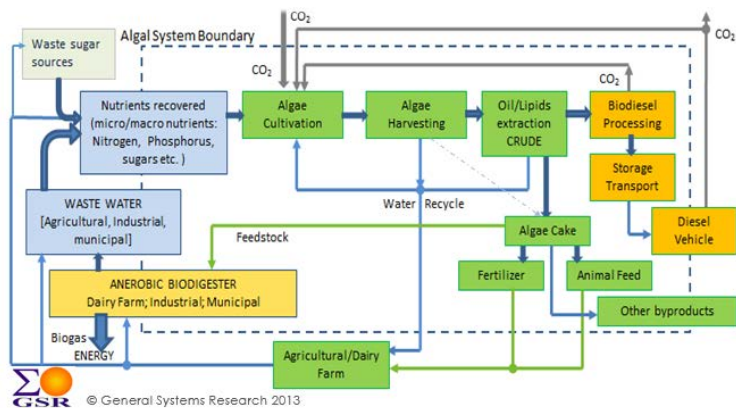 CO2
Waste sugar
sources
Algal System Boundary
CO2
CO2
CO2
Nutrients recovered
(micro/macro nutrients:
Nitrogen, Phosphorus,
sugars etc. )
Algae
Cultivation
Algae
Harvesting
Oil/Lipids
extraction
CRUDE
Biodiesel
Processing
Storage
Transport
WASTE WATER
[Agricultural, Industrial,
municipal]
Water Recycle
Diesel
Vehicle
Feedstock
Algae Cake
ANEROBIC BIODIGESTER
Dairy Farm; Industrial; Municipal
Fertilizer
Animal Feed
Other byproducts
Biogas
ENERGY
Agricultural/Dairy
Farm
Σ
GSR
© General Systems Research 2013